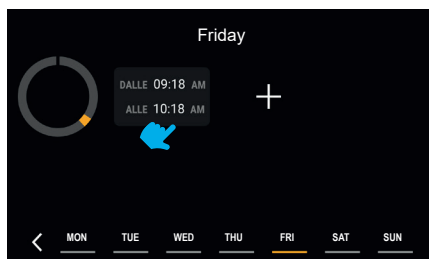 Friday
DALLE 09:18 AM
ALLE 10:18 AM
MON TUE WED THU FRI SAT SUN